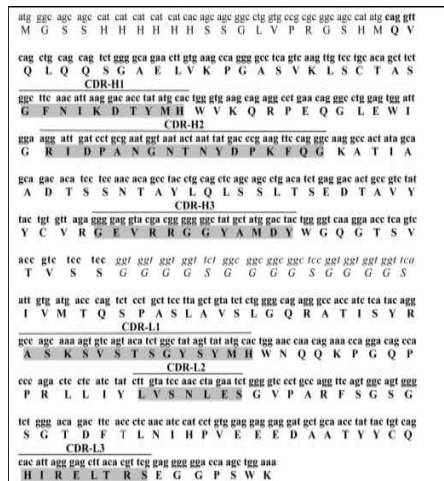 atg ggc agc agc cat cat cat cat cat cac agc agc ggc ctg gtg ccg cgc ggc agc cat atg cag gtt
M G S S H H H H H H S S G L V P R G S H M Q V
cag ctg cag cag tct ggg gca gaa ctt gtg aag cca ggg gcc tca gtc aag ttg tcc tgc aca gct tct
Q L Q Q S G A E L V K P G A S V K L S C T A S
CDR-H1
ggc ttc aac att aag gac acc tat atg cac tgg gtg aag cag agg cct gaa cag ggc ctg gag tgg att
G F N I K D T Y M H W V K Q R P E Q G L E W I
CDR-H2
gga agg att gat cct gcg aat ggt aat act aat tat gac ccg aag ttc cag ggc aag gcc act ata gca
G R I D P A N G N T N Y D P K F Q G K A T I A
gca gac aca tcc tcc aac aca gcc tac ctg cag ctc agc agc ctg aca tct gag gac act gcc gtc tat
A D T S S N T A Y L Q L S S L T S E D T A V Y
CDR-H3
tac tgt gtt aga ggg gag gta cga cgg ggg ggc tat gct atg gac tac tgg ggt caa gga acc tca gtc
Y C V R G E V R R G G Y A M D Y W G Q G T S V
acc gtc tcc tcc ggt ggt ggt ggt tct ggc ggc ggc ggc tcc ggt ggt ggt ggt tca
T V S S G G G G S G G G G S G G G G S
att gtg atg acc cag tct cct gct tcc tta gct gta tct ctg ggg cag agg gcc acc atc tca tac agg
I V M T Q S P A S L A V S L G Q R A T I S Y R
CDR-L1
gcc agc aaa agt gtc agt aca tct ggc tat agt tat atg cac tgg aac caa cag aaa cca gga cag cca
A S K S V S T S G Y S Y M H W N Q Q K P G Q P
CDR-L2
ccc aga ctc ctc atc tat ctt gta tcc aac cta gaa tct ggg gtc cct gcc agg ttc agt ggc agt ggg
P R L L I Y L V S N L E S G V P A R F S G S G
tct ggg aca gac ttc acc ctc aac atc cat cct gtg gag gag gag gat gct gca acc tat tac tgt cag
S G T D F T L N I H P V E E E D A A T Y Y C Q
CDR-L3
cac att agg gag ctt aca cgt tcg gag ggg gga cca agc tgg aaa
H I R E L T R S E G G P S W K